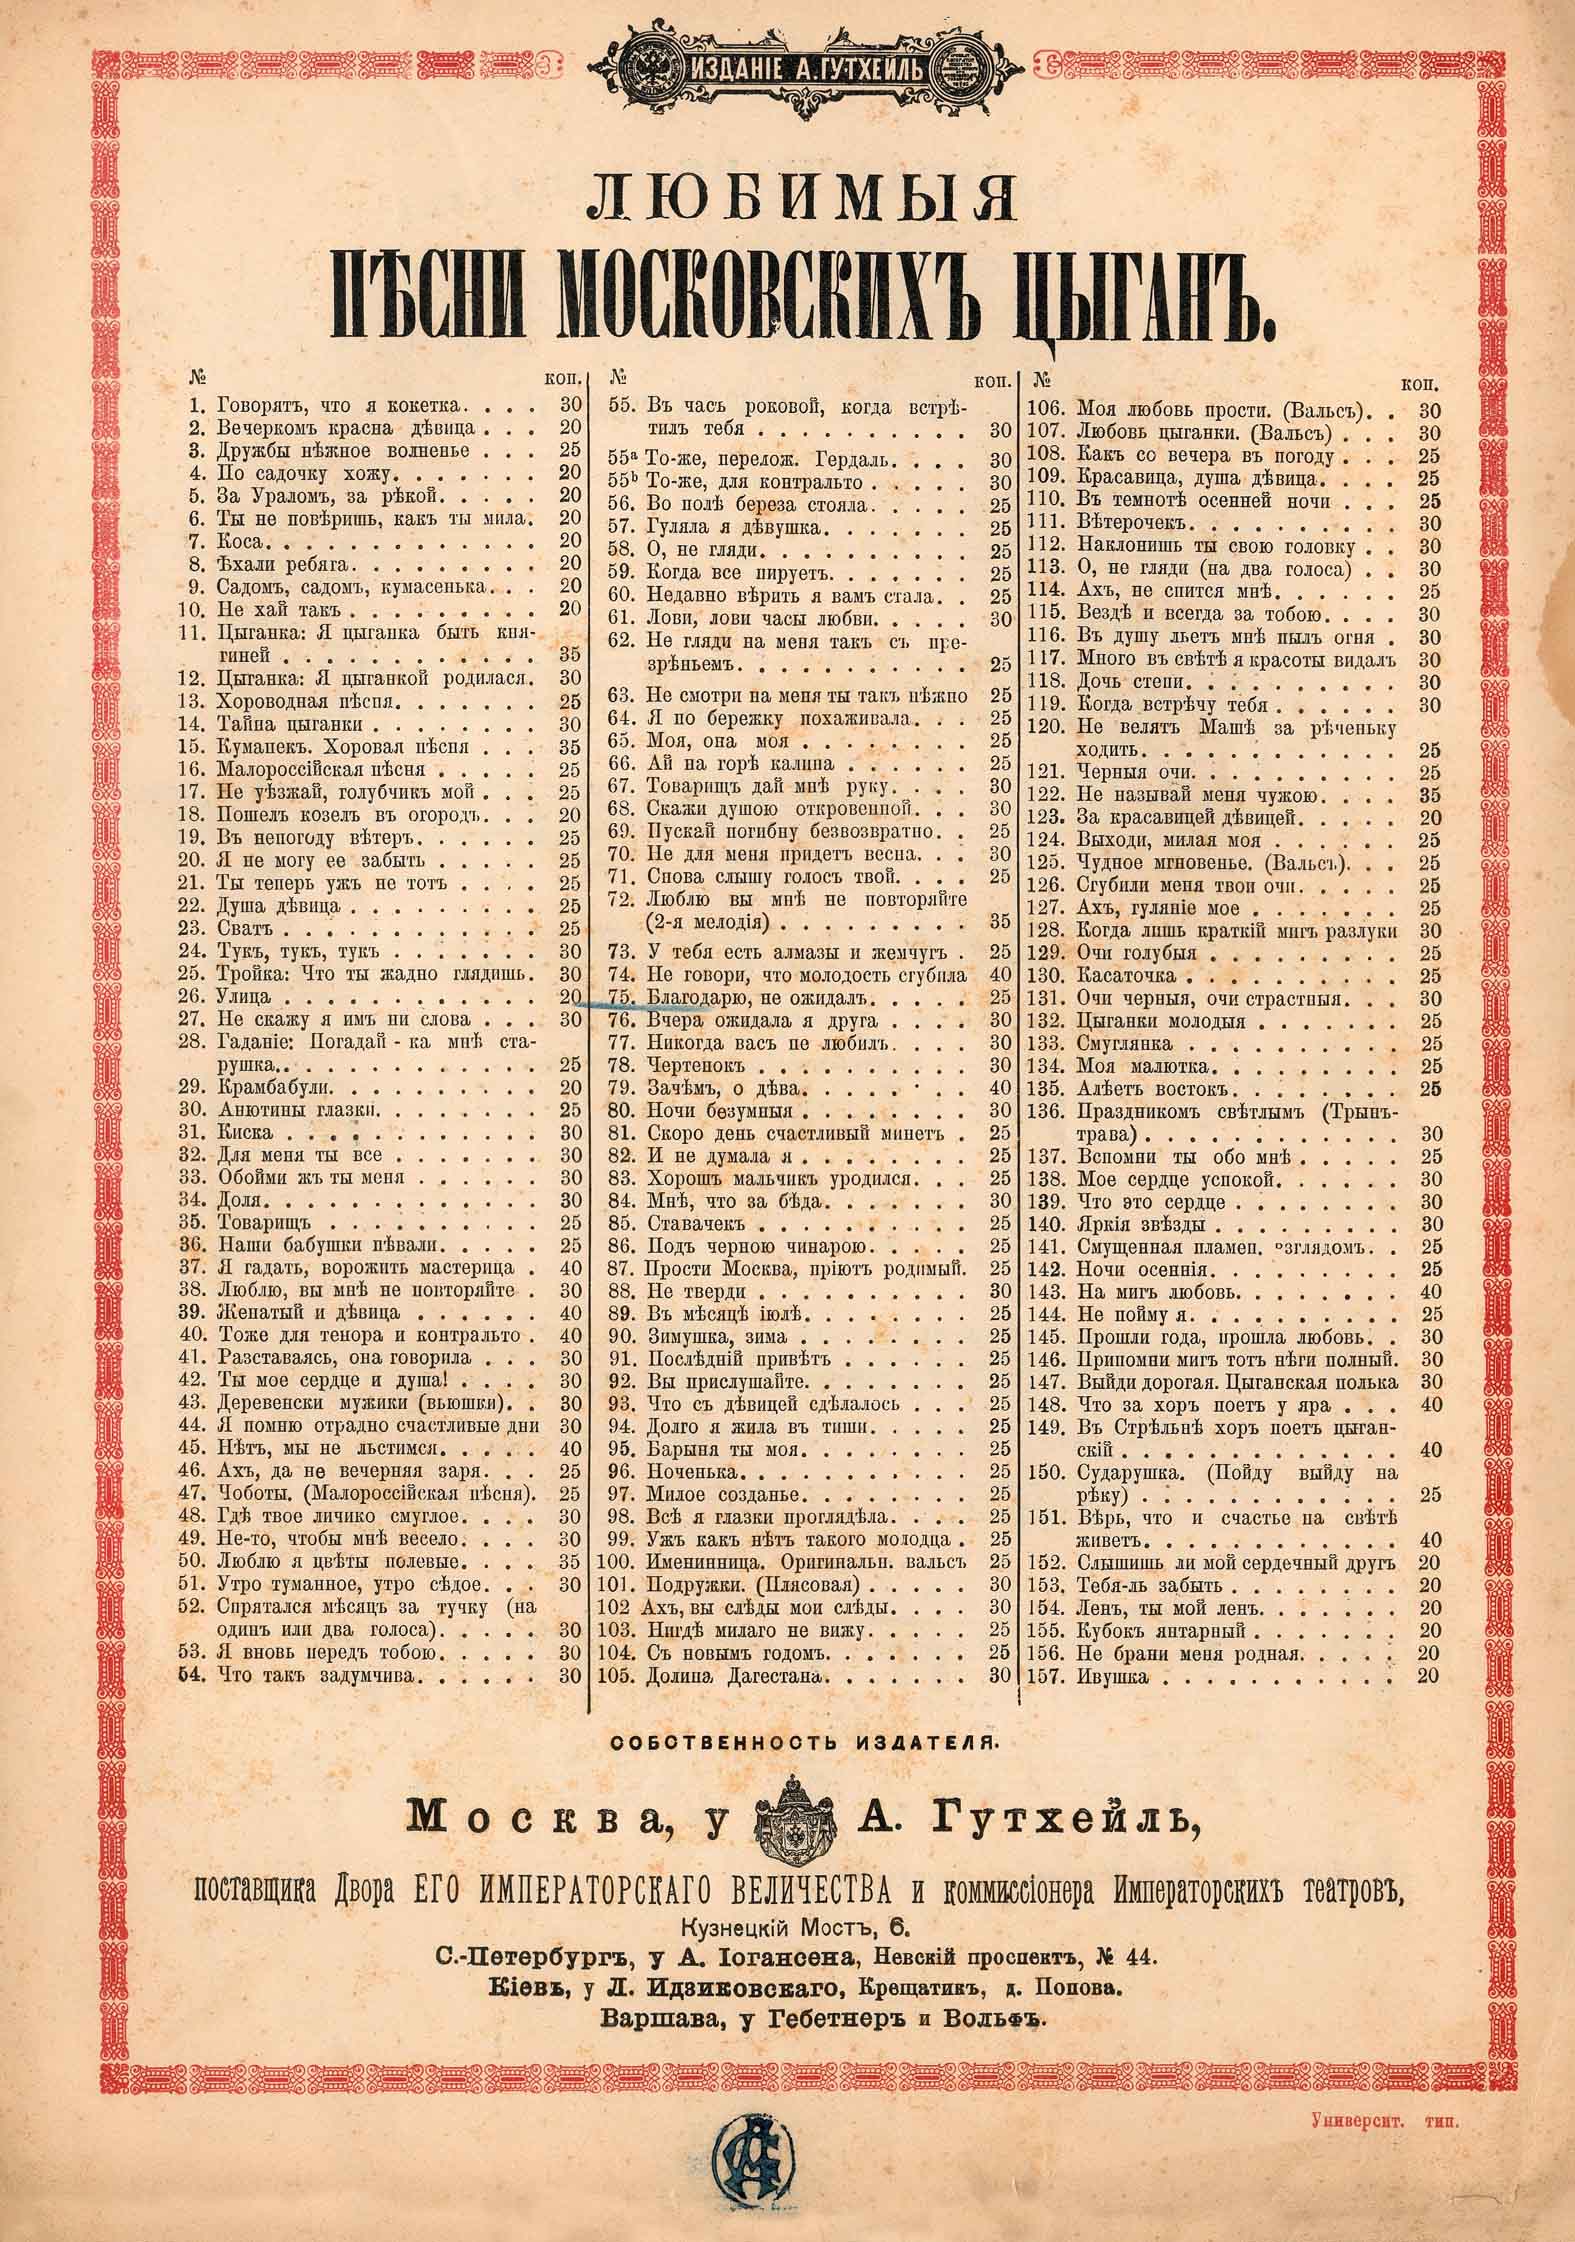 ИЗДАНІЕ А. ГУТХЕЙЛЬ
ЛЮБИМЫЯ
ПѢСНИ МОСКОВСКИХЪ ЦЫГАНЪ.
№ коп.
1. Говорятъ, что я кокетка. . . . 30
2. Вечеркомъ красна дѣвица . . . 20
3. Дружбы нѣжное волненье . . . 25
4. По садочку хожу. . . . . . . 20
5. За Ураломъ, за рѣкой. . . . . 20
6. Ты не повѣришь, какъ ты мила. 20
7. Коса. . . . . . . . . . . . . 20
8. Ѣхали ребята. . . . . . . . . 20
9. Садомъ, садомъ, кумасенька. . . 20
10. Не хай такъ . . . . . . . . . 20
11. Цыганка: Я цыганка быть кня-
гиней . . . . . . . . . . . . 35
12. Цыганка: Я цыганкой родилася. 30
13. Хороводная пѣсня. . . . . . . 25
14. Тайна цыганки . . . . . . . . 30
15. Куманекъ. Хоровая пѣсня . . . 35
16. Малороссійская пѣсня . . . . . 25
17. Не уѣзжай, голубчикъ мой . . . 25
18. Пошелъ козелъ въ огородъ. . . 20
19. Въ непогоду вѣтеръ. . . . . . 25
20. Я не могу ее забыть . . . . . 25
21. Ты теперь ужъ не тотъ . . . . 25
22. Душа дѣвица . . . . . . . . . 25
23. Сватъ . . . . . . . . . . . . 25
24. Тукъ, тукъ, тукъ . . . . . . . 30
25. Тройка: Что ты жадно глядишь. 30
26. Улица . . . . . . . . . . . . 20
27. Не скажу я имъ ни слова . . . 30
28. Гаданіе: Погадай-ка мнѣ ста-
рушка. . . . . . . . . . . . . 25
29. Крамбабули. . . . . . . . . . 20
30. Анютины глазки. . . . . . . . 25
31. Киска . . . . . . . . . . . . 30
32. Для меня ты все . . . . . . . 30
33. Обойми жъ ты меня . . . . . . 30
34. Доля. . . . . . . . . . . . . 30
35. Товарищъ . . . . . . . . . . 25
36. Наши бабушки пѣвали. . . . . 25
37. Я гадать, ворожить мастерица . 40
38. Люблю, вы мнѣ не повторяйте . 30
39. Женатый и дѣвица . . . . . . 40
40. Тоже для тенора и контральто . 40
41. Разставаясь, она говорила . . . 30
42. Ты мое сердце и душа! . . . . 30
43. Деревенски мужики (вьюшки). . 30
44. Я помню отрадно счастливые дни 30
45. Нѣтъ, мы не льстимся. . . . . 40
46. Ахъ, да не вечерняя заря. . . 25
47. Чоботы. (Малороссійская пѣсня). 25
48. Гдѣ твое личико смуглое. . . . 30
49. Не-то, чтобы мнѣ весело. . . . 30
50. Люблю я цвѣты полевые. . . . 35
51. Утро туманное, утро сѣдое. . . 30
52. Спрятался мѣсяцъ за тучку (на
одинъ или два голоса). . . . . 30
53. Я вновь передъ тобою. . . . . 30
54. Что такъ задумчива. . . . . . 30
№ коп.
55. Въ часъ роковой, когда встрѣ-
тилъ тебя . . . . . . . . . . 30
55a То-же, перелож. Гердаль. . . . 30
55b То-же, для контральто . . . . . 30
56. Во полѣ береза стояла. . . . . 25
57. Гуляла я дѣвушка. . . . . . . 25
58. О, не гляди. . . . . . . . . . 25
59. Когда все пируетъ. . . . . . . 25
60. Недавно вѣрить я вамъ стала. . 25
61. Лови, лови часы любви. . . . . 30
62. Не гляди на меня такъ съ пре-
зрѣньемъ. . . . . . . . . . . 25
63. Не смотри на меня ты такъ нѣжно 25
64. Я по бережку похаживала. . . 25
65. Моя, она моя . . . . . . . . 25
66. Ай на горѣ калина . . . . . . 25
67. Товарищъ дай мнѣ руку. . . . 30
68. Скажи душою откровенной. . . 30
69. Пускай погибну безвозвратно. . 25
70. Не для меня придетъ весна. . . 30
71. Снова слышу голосъ твой. . . . 25
72. Люблю вы мнѣ не повторяйте
(2-я мелодія) . . . . . . . . . 35
73. У тебя есть алмазы и жемчугъ . 25
74. Не говори, что молодость сгубила 40
75. Благодарю, не ожидалъ. . . . . 25
76. Вчера ожидала я друга . . . . 30
77. Никогда васъ не любилъ. . . . 30
78. Чертенокъ . . . . . . . . . . 30
79. Зачѣмъ, о дѣва. . . . . . . . 40
80. Ночи безумныя . . . . . . . . 30
81. Скоро день счастливый минетъ . 25
82. И не думала я . . . . . . . . 25
83. Хорошъ мальчикъ уродился. . . 25
84. Мнѣ, что за бѣда. . . . . . . 30
85. Ставачекъ . . . . . . . . . . 25
86. Подъ черною чинарою. . . . . 25
87. Прости Москва, пріютъ родимый. 25
88. Не тверди . . . . . . . . . . 30
89. Въ мѣсяцѣ іюлѣ. . . . . . . . 25
90. Зимушка, зима . . . . . . . . 25
91. Послѣдній привѣтъ . . . . . . 25
92. Вы прислушайте. . . . . . . . 25
93. Что съ дѣвицей сдѣлалось . . . 25
94. Долго я жила въ тиши. . . . . 25
95. Барыня ты моя. . . . . . . . 25
96. Ноченька. . . . . . . . . . . 25
97. Милое созданье. . . . . . . . 25
98. Всѣ я глазки проглядѣла. . . . 25
99. Ужъ какъ нѣтъ такого молодца . 25
100. Именинница. Оригинальн. вальсъ 25
101. Подружки. (Плясовая) . . . . . 30
102 Ахъ, вы слѣды мои слѣды. . . . 30
103. Нигдѣ милаго не вижу . . . . . 25
104. Съ новымъ годомъ. . . . . . . 25
105. Долина Дагестана. . . . . . . 30
№ коп.
106. Моя любовь прости. (Вальсъ). . 30
107. Любовь цыганки. (Вальсъ) . . . 30
108. Какъ со вечера въ погоду . . . 25
109. Красавица, душа дѣвица. . . . 25
110. Въ темнотѣ осенней ночи . . . 25
111. Вѣтерочекъ. . . . . . . . . . 30
112. Наклонишь ты свою головку . . 30
113. О, не гляди (на два голоса) . . 30
114. Ахъ, не спится мнѣ. . . . . . 25
115. Вездѣ и всегда за тобою. . . . 30
116. Въ душу льетъ мнѣ пылъ огня . 30
117. Много въ свѣтѣ я красоты видалъ 30
118. Дочь степи. . . . . . . . . . 30
119. Когда встрѣчу тебя . . . . . . 30
120. Не велятъ Машѣ за рѣченьку
ходить. . . . . . . . . . . . 25
121. Черныя очи. . . . . . . . . . 25
122. Не называй меня чужою. . . . 35
123. За красавицей дѣвицей. . . . . 20
124. Выходи, милая моя . . . . . . 25
125. Чудное мгновенье. (Вальсъ). . . 25
126. Сгубили меня твои очи. . . . . 25
127. Ахъ, гуляніе мое . . . . . . . 25
128. Когда лишь краткій мигъ разлуки 30
129. Очи голубыя . . . . . . . . . 25
130. Касаточка . . . . . . . . . . 25
131. Очи черныя, очи страстныя. . . 30
132. Цыганки молодыя . . . . . . . 25
133. Смуглянка . . . . . . . . . . 25
134. Моя малютка. . . . . . . . . 25
135. Алѣетъ востокъ. . . . . . . . 25
136. Праздникомъ свѣтлымъ (Трынъ-
трава) . . . . . . . . . . . . 30
137. Вспомни ты обо мнѣ . . . . . 25
138. Мое сердце успокой. . . . . . 30
139. Что это сердце . . . . . . . . 30
140. Яркія звѣзды . . . . . . . . . 30
141. Смущенная пламен. взглядомъ. . 25
142. Ночи осеннія. . . . . . . . . 25
143. На мигъ любовь. . . . . . . . 40
144. Не пойму я. . . . . . . . . . 25
145. Прошли года, прошла любовь. . 30
146. Припомни мигъ тотъ нѣги полный. 30
147. Выйди дорогая. Цыганская полька 30
148. Что за хоръ поетъ у яра . . . 40
149. Въ Стрѣльнѣ хоръ поетъ цыган-
скій . . . . . . . . . . . . . 40
150. Сударушка. (Пойду выйду на
рѣку) . . . . . . . . . . . . 25
151. Вѣрь, что и счастье на свѣтѣ
живетъ. . . . . . . . . . . . 40
152. Слышишь ли мой сердечный другъ 20
153. Тебя-ль забыть . . . . . . . . 20
154. Ленъ, ты мой ленъ. . . . . . . 20
155. Кубокъ янтарный . . . . . . . 20
156. Не брани меня родная. . . . . 20
157. Ивушка . . . . . . . . . . . 20
СОБСТВЕННОСТЬ ИЗДАТЕЛЯ.
Москва, у А. Гутхейль,
поставщика Двора ЕГО ИМПЕРАТОРСКАГО ВЕЛИЧЕСТВА и коммиссіонера Императорскихъ театровъ,
Кузнецкій Мостъ, 6.
С.-Петербургъ, у А. Іогансена, Невскій проспектъ, № 44.
Кіевъ, у Л. Идзиковскаго, Крещатикъ, д. Попова.
Варшава, у Гебетнеръ и Вольфъ.
Университ. тип.